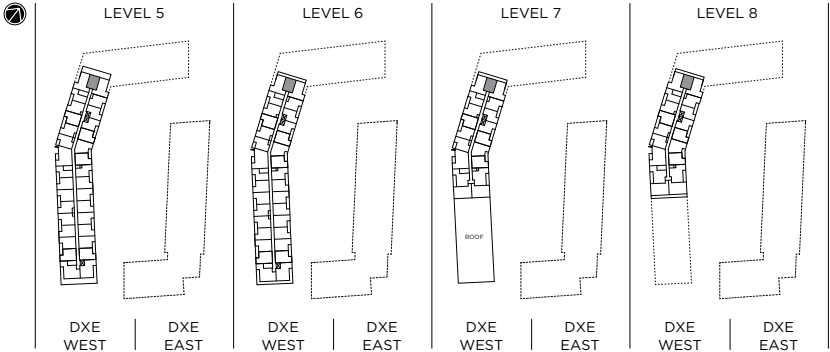 LEVEL 5
LEVEL 6
LEVEL 7
LEVEL 8
ROOF
DXE
WEST
DXE
EAST
DXE
WEST
DXE
EAST
DXE
WEST
DXE
EAST
DXE
WEST
DXE
EAST